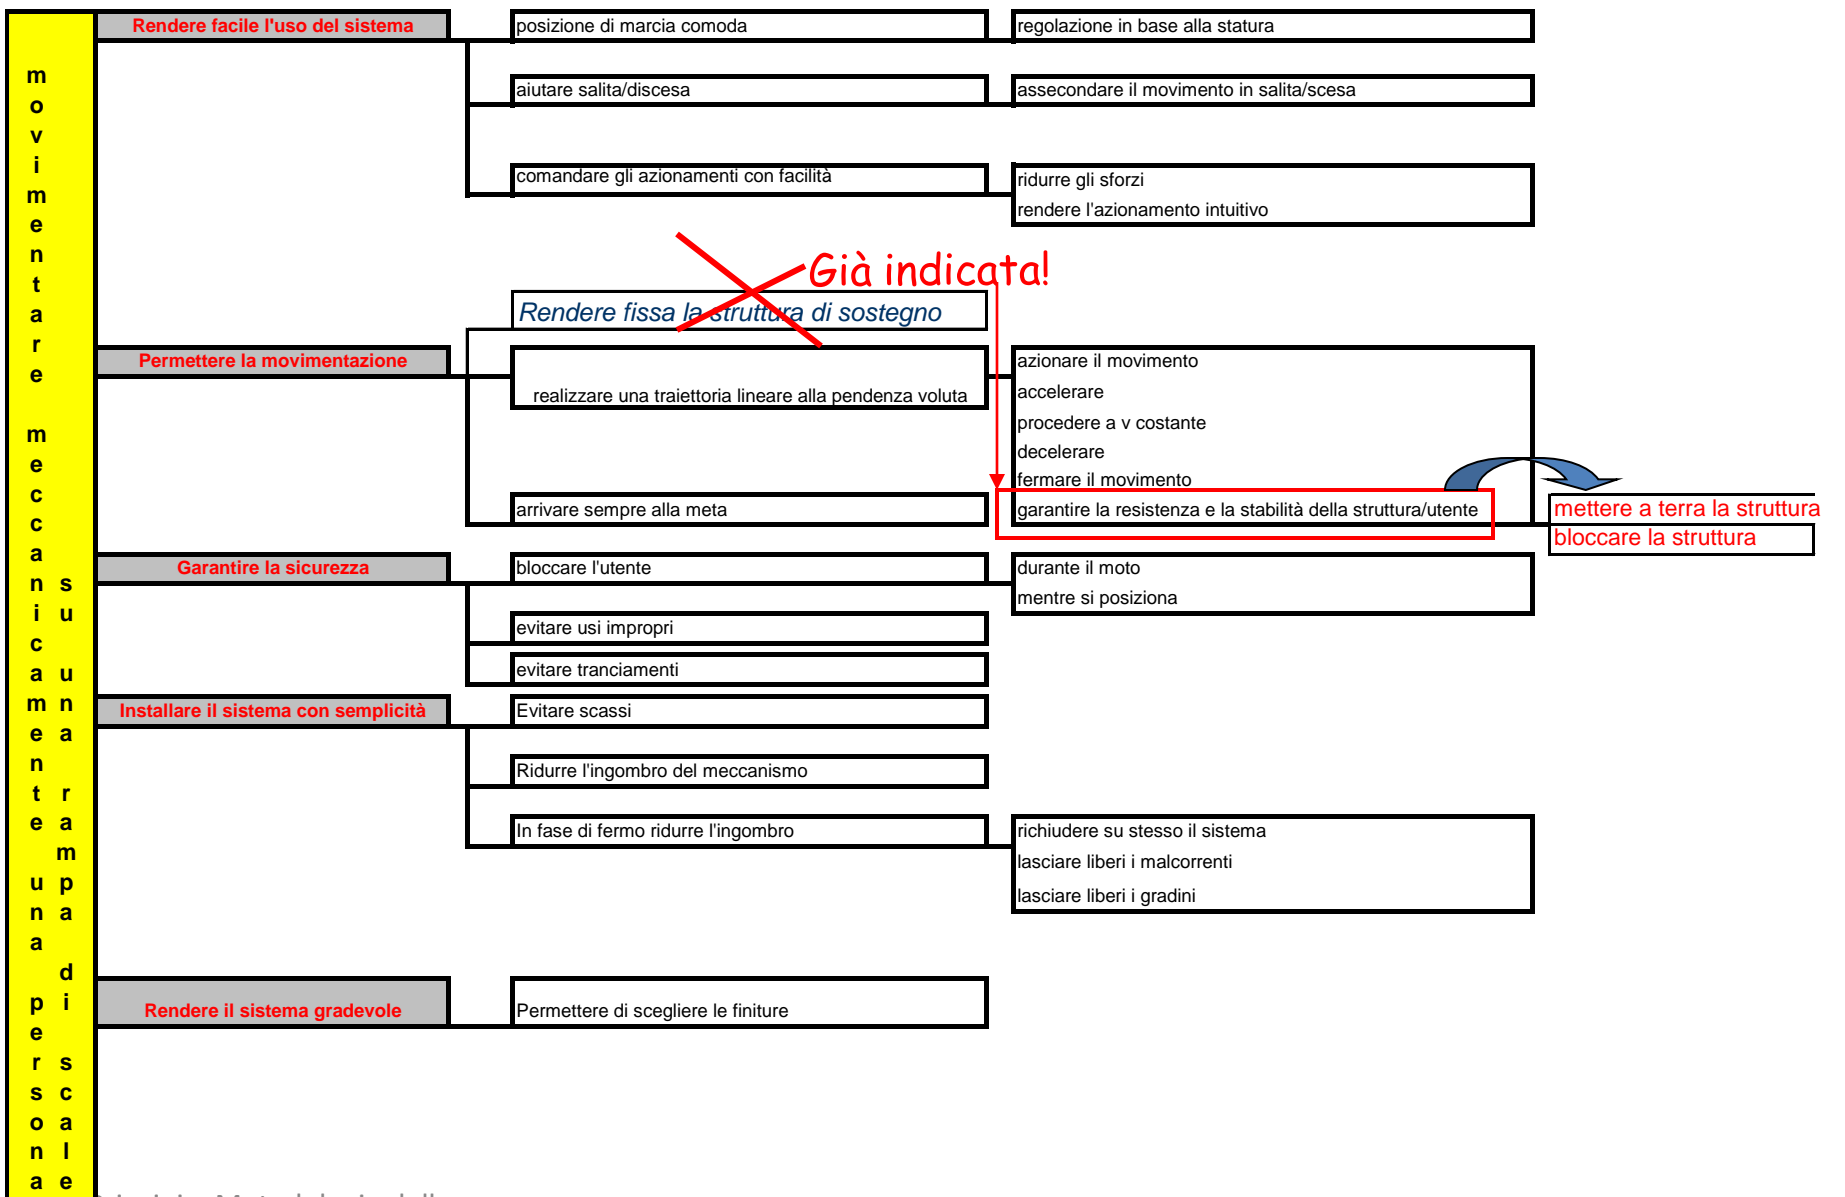 movimentare meccanicamente una persona
su una rampa di scale
Rendere facile l'uso del sistema
posizione di marcia comoda
regolazione in base alla statura
aiutare salita/discesa
assecondare il movimento in salita/scesa
comandare gli azionamenti con facilità
ridurre gli sforzi
rendere l'azionamento intuitivo
Già indicata!
Rendere fissa la struttura di sostegno
Permettere la movimentazione
realizzare una traiettoria lineare alla pendenza voluta
azionare il movimento
accelerare
procedere a v costante
decelerare
fermare il movimento
arrivare sempre alla meta
garantire la resistenza e la stabilità della struttura/utente
mettere a terra la struttura
bloccare la struttura
Garantire la sicurezza
bloccare l'utente
durante il moto
mentre si posiziona
evitare usi impropri
evitare tranciamenti
Installare il sistema con semplicità
Evitare scassi
Ridurre l'ingombro del meccanismo
In fase di fermo ridurre l'ingombro
richiudere su stesso il sistema
lasciare liberi i malcorrenti
lasciare liberi i gradini
Rendere il sistema gradevole
Permettere di scegliere le finiture